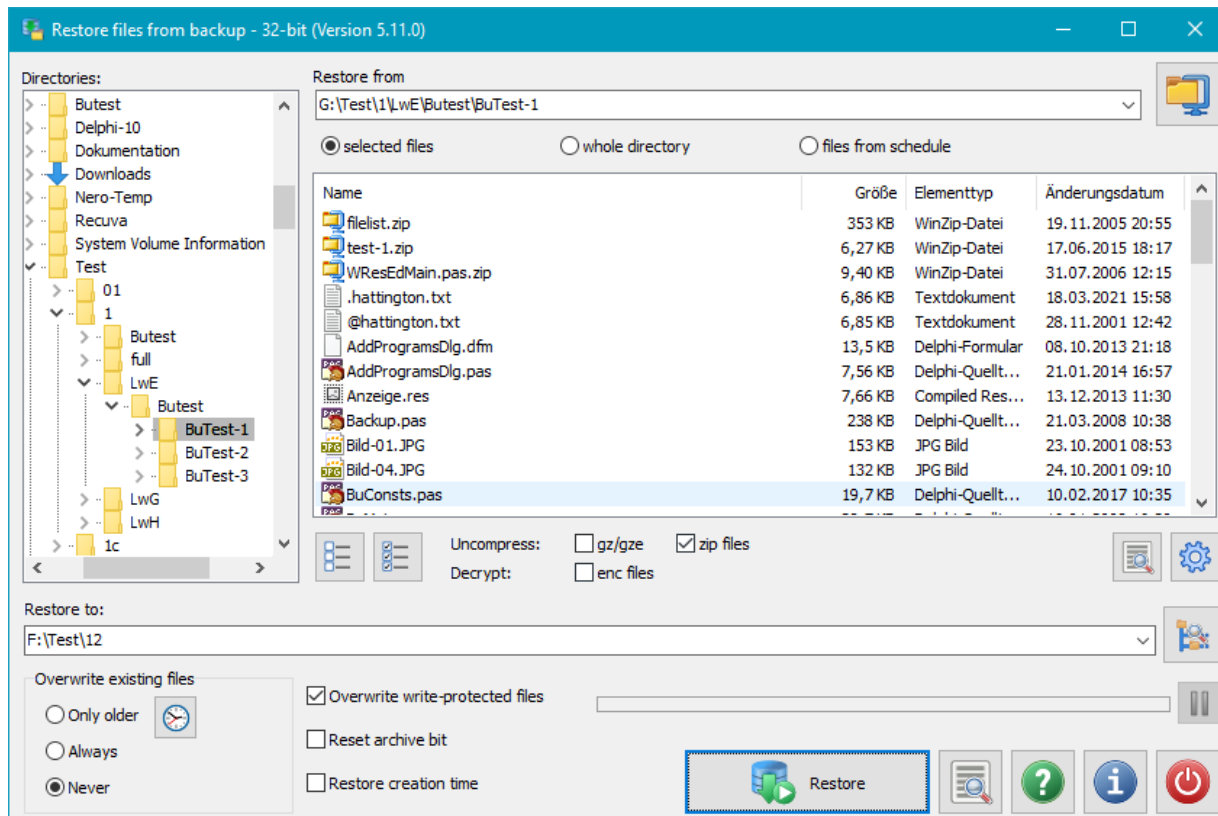 Restore files from backup - 32-bit (Version 5.11.0)
Directories:
Butest
Delphi-10
Dokumentation
Downloads
Nero-Temp
Recuva
System Volume Information
Test
01
1
Butest
full
LwE
Butest
BuTest-1
BuTest-2
BuTest-3
LwG
LwH
1c
Restore from
G:\Test\1\LwE\Butest\BuTest-1
selected files whole directory files from schedule
Name Größe Elementtyp Änderungsdatum
filelist.zip 353 KB WinZip-Datei 19.11.2005 20:55
test-1.zip 6,27 KB WinZip-Datei 17.06.2015 18:17
WResEdMain.pas.zip 9,40 KB WinZip-Datei 31.07.2006 12:15
.hattington.txt 6,86 KB Textdokument 18.03.2021 15:58
@hattington.txt 6,85 KB Textdokument 28.11.2001 12:42
AddProgramsDlg.dfm 13,5 KB Delphi-Formular 08.10.2013 21:18
AddProgramsDlg.pas 7,56 KB Delphi-Quellt... 21.01.2014 16:57
Anzeige.res 7,66 KB Compiled Res... 13.12.2013 11:30
Backup.pas 238 KB Delphi-Quellt... 21.03.2008 10:38
Bild-01.JPG 153 KB JPG Bild 23.10.2001 08:53
Bild-04.JPG 132 KB JPG Bild 24.10.2001 09:10
BuConsts.pas 19,7 KB Delphi-Quellt... 10.02.2017 10:35
Uncompress: gz/gze zip files
Decrypt: enc files
Restore to:
F:\Test\12
Overwrite existing files
Only older
Always
Never
Overwrite write-protected files
Reset archive bit
Restore creation time
Restore